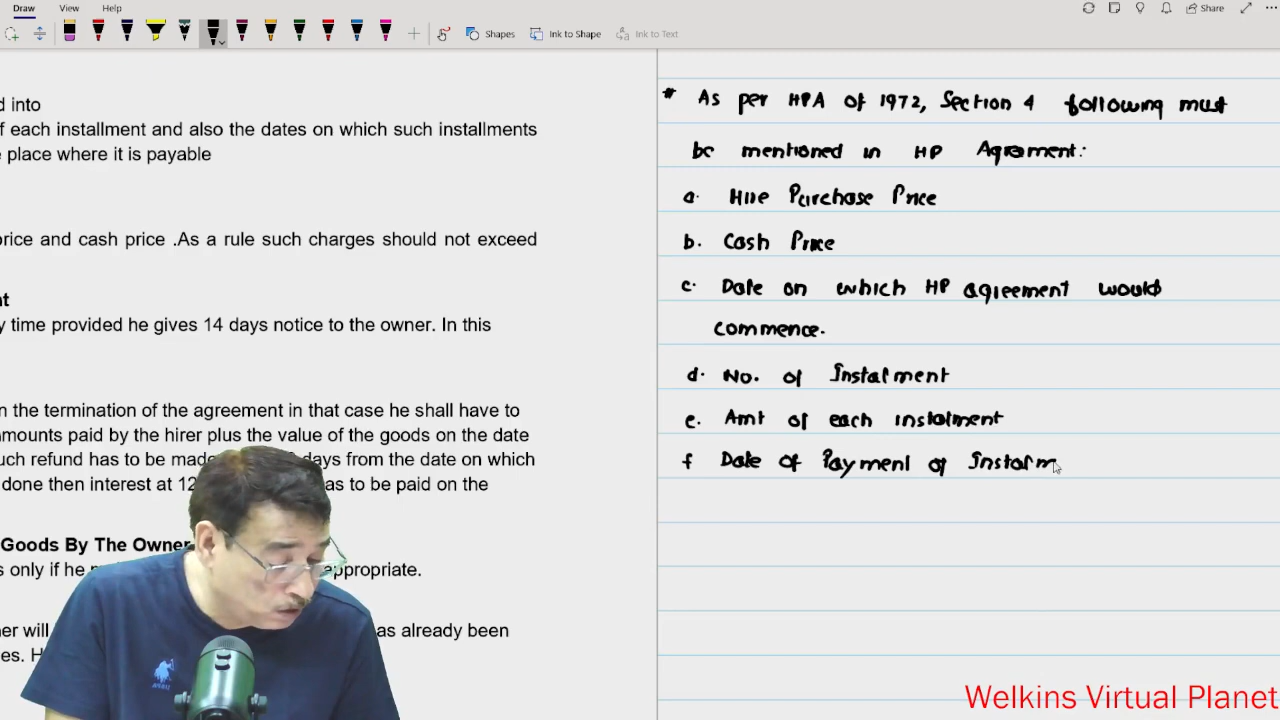 Draw View Help Share
Shapes Ink to Shape Ink to Text
d into
f each installment and also the dates on which such installments
e place where it is payable
price and cash price .As a rule such charges should not exceed
nt
y time provided he gives 14 days notice to the owner. In this
n the termination of the agreement in that case he shall have to
amounts paid by the hirer plus the value of the goods on the date
uch refund has to be made days from the date on which
done then interest at 12 as to be paid on the
Goods By The Owner
s only if he appropriate.
her will as already been
es. H
* As per HPA of 1972, Section 4 following must
be mentioned in HP Agrement:
a. Hire Purchase Price
b. Cash Price
c. Date on which HP agreement would
commence.
d. No. of Instalment
e. Amt of each instalment
f Date of Payment of Instalm
Welkins Virtual Planet